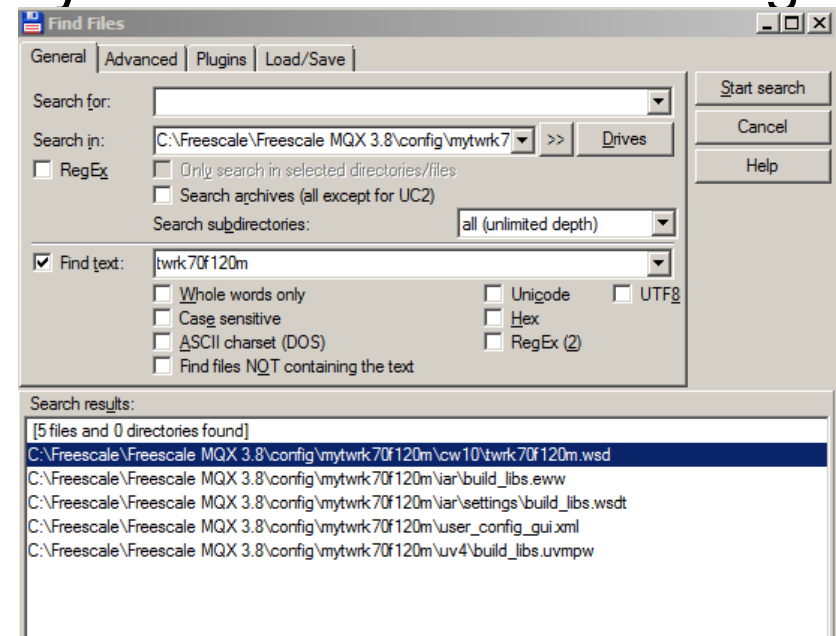 Find Files
General Advanced Plugins Load/Save
Search for:
Start search
Search in: C:\Freescale\Freescale MQX 3.8\config\mytwrk7 >> Drives
Cancel
RegEx Only search in selected directories/files
Help
Search archives (all except for UC2)
Search subdirectories: all (unlimited depth)
Find text: twrk70f120m
Whole words only Unicode UTF8
Case sensitive Hex
ASCII charset (DOS) RegEx (2)
Find files NOT containing the text
Search results:
[5 files and 0 directories found]
C:\Freescale\Freescale MQX 3.8\config\mytwrk70f120m\cw10\twrk70f120m.wsd
C:\Freescale\Freescale MQX 3.8\config\mytwrk70f120m\iar\build_libs.eww
C:\Freescale\Freescale MQX 3.8\config\mytwrk70f120m\iar\settings\build_libs.wsdt
C:\Freescale\Freescale MQX 3.8\config\mytwrk70f120m\user_config_gui.xml
C:\Freescale\Freescale MQX 3.8\config\mytwrk70f120m\uv4\build_libs.uvmpw